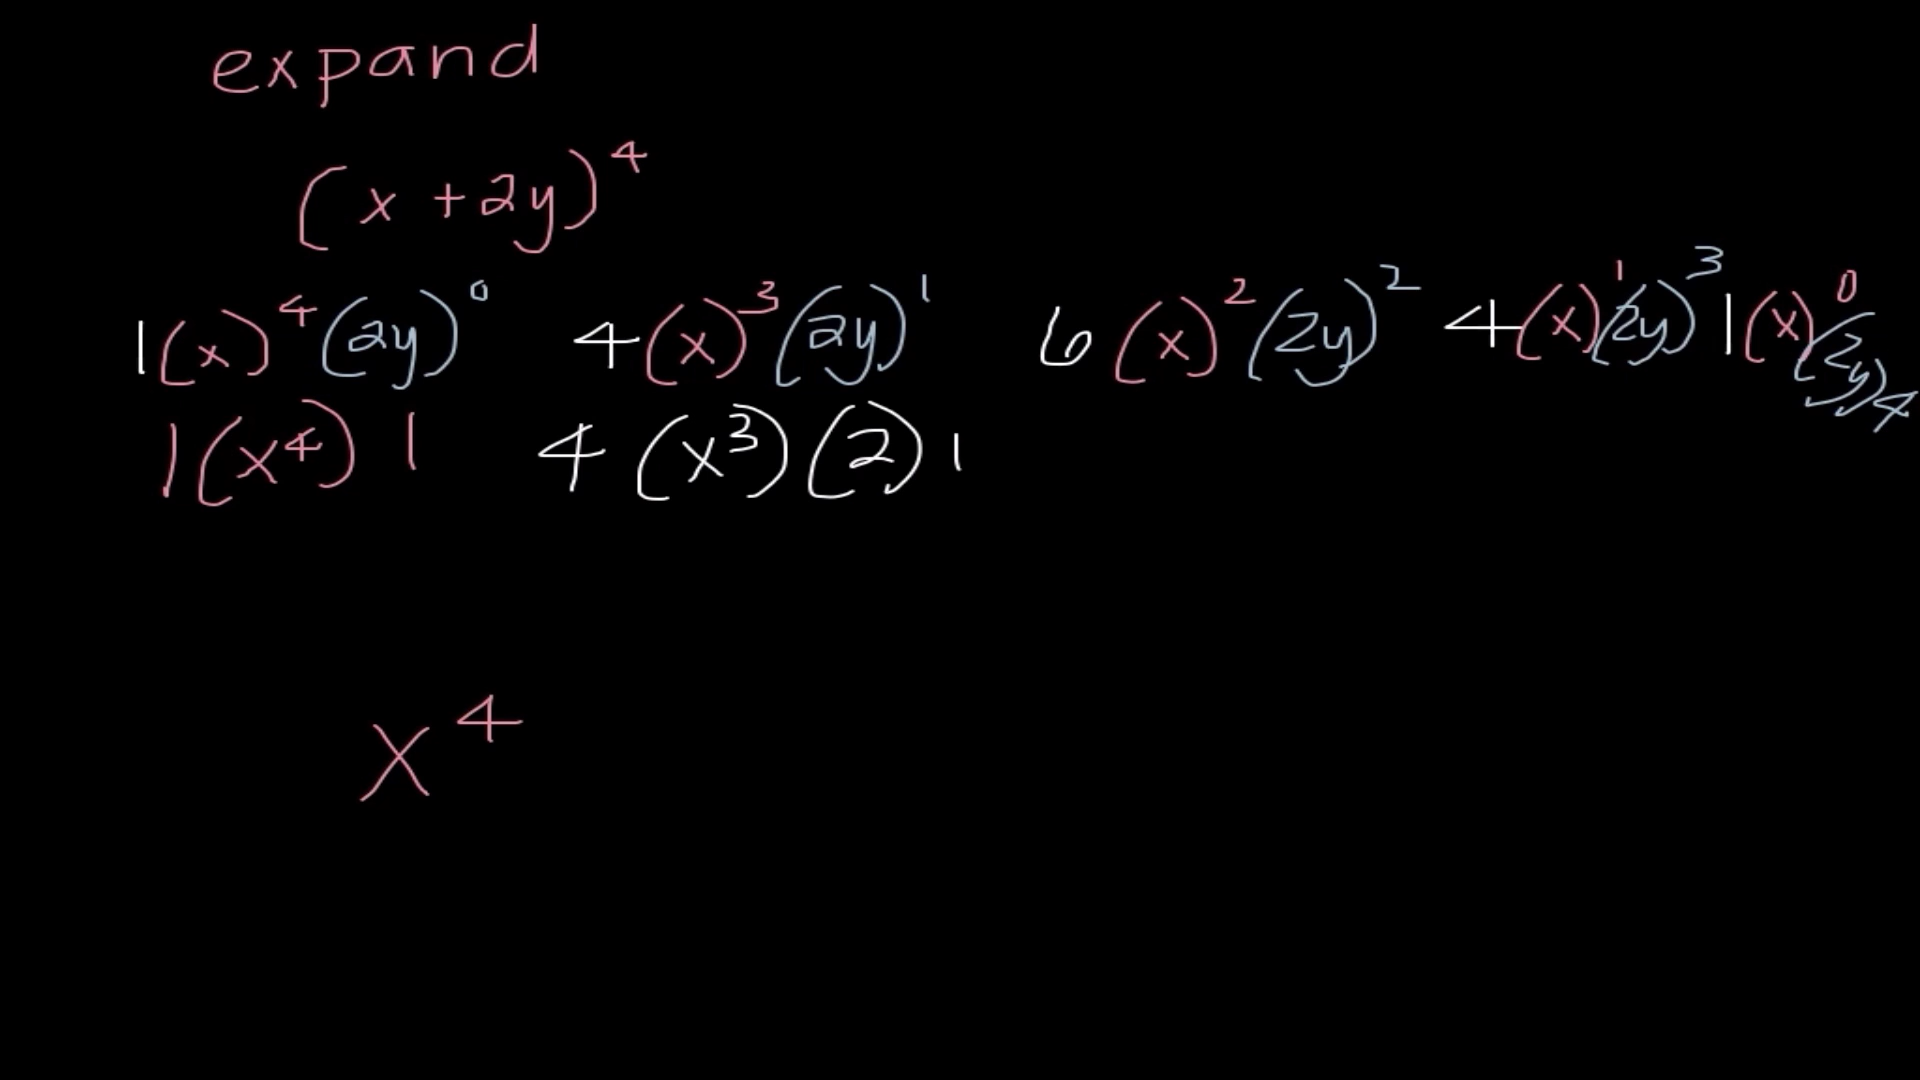 expand
(x + 2y)^4
1(x)^4(2y)^0 4(x)^3(2y)^1 6(x)^2(2y)^2 4(x)^1(2y)^3 1(x)^0(2y)^4
1(x^4) 1 4(x^3)(2) 1
x^4